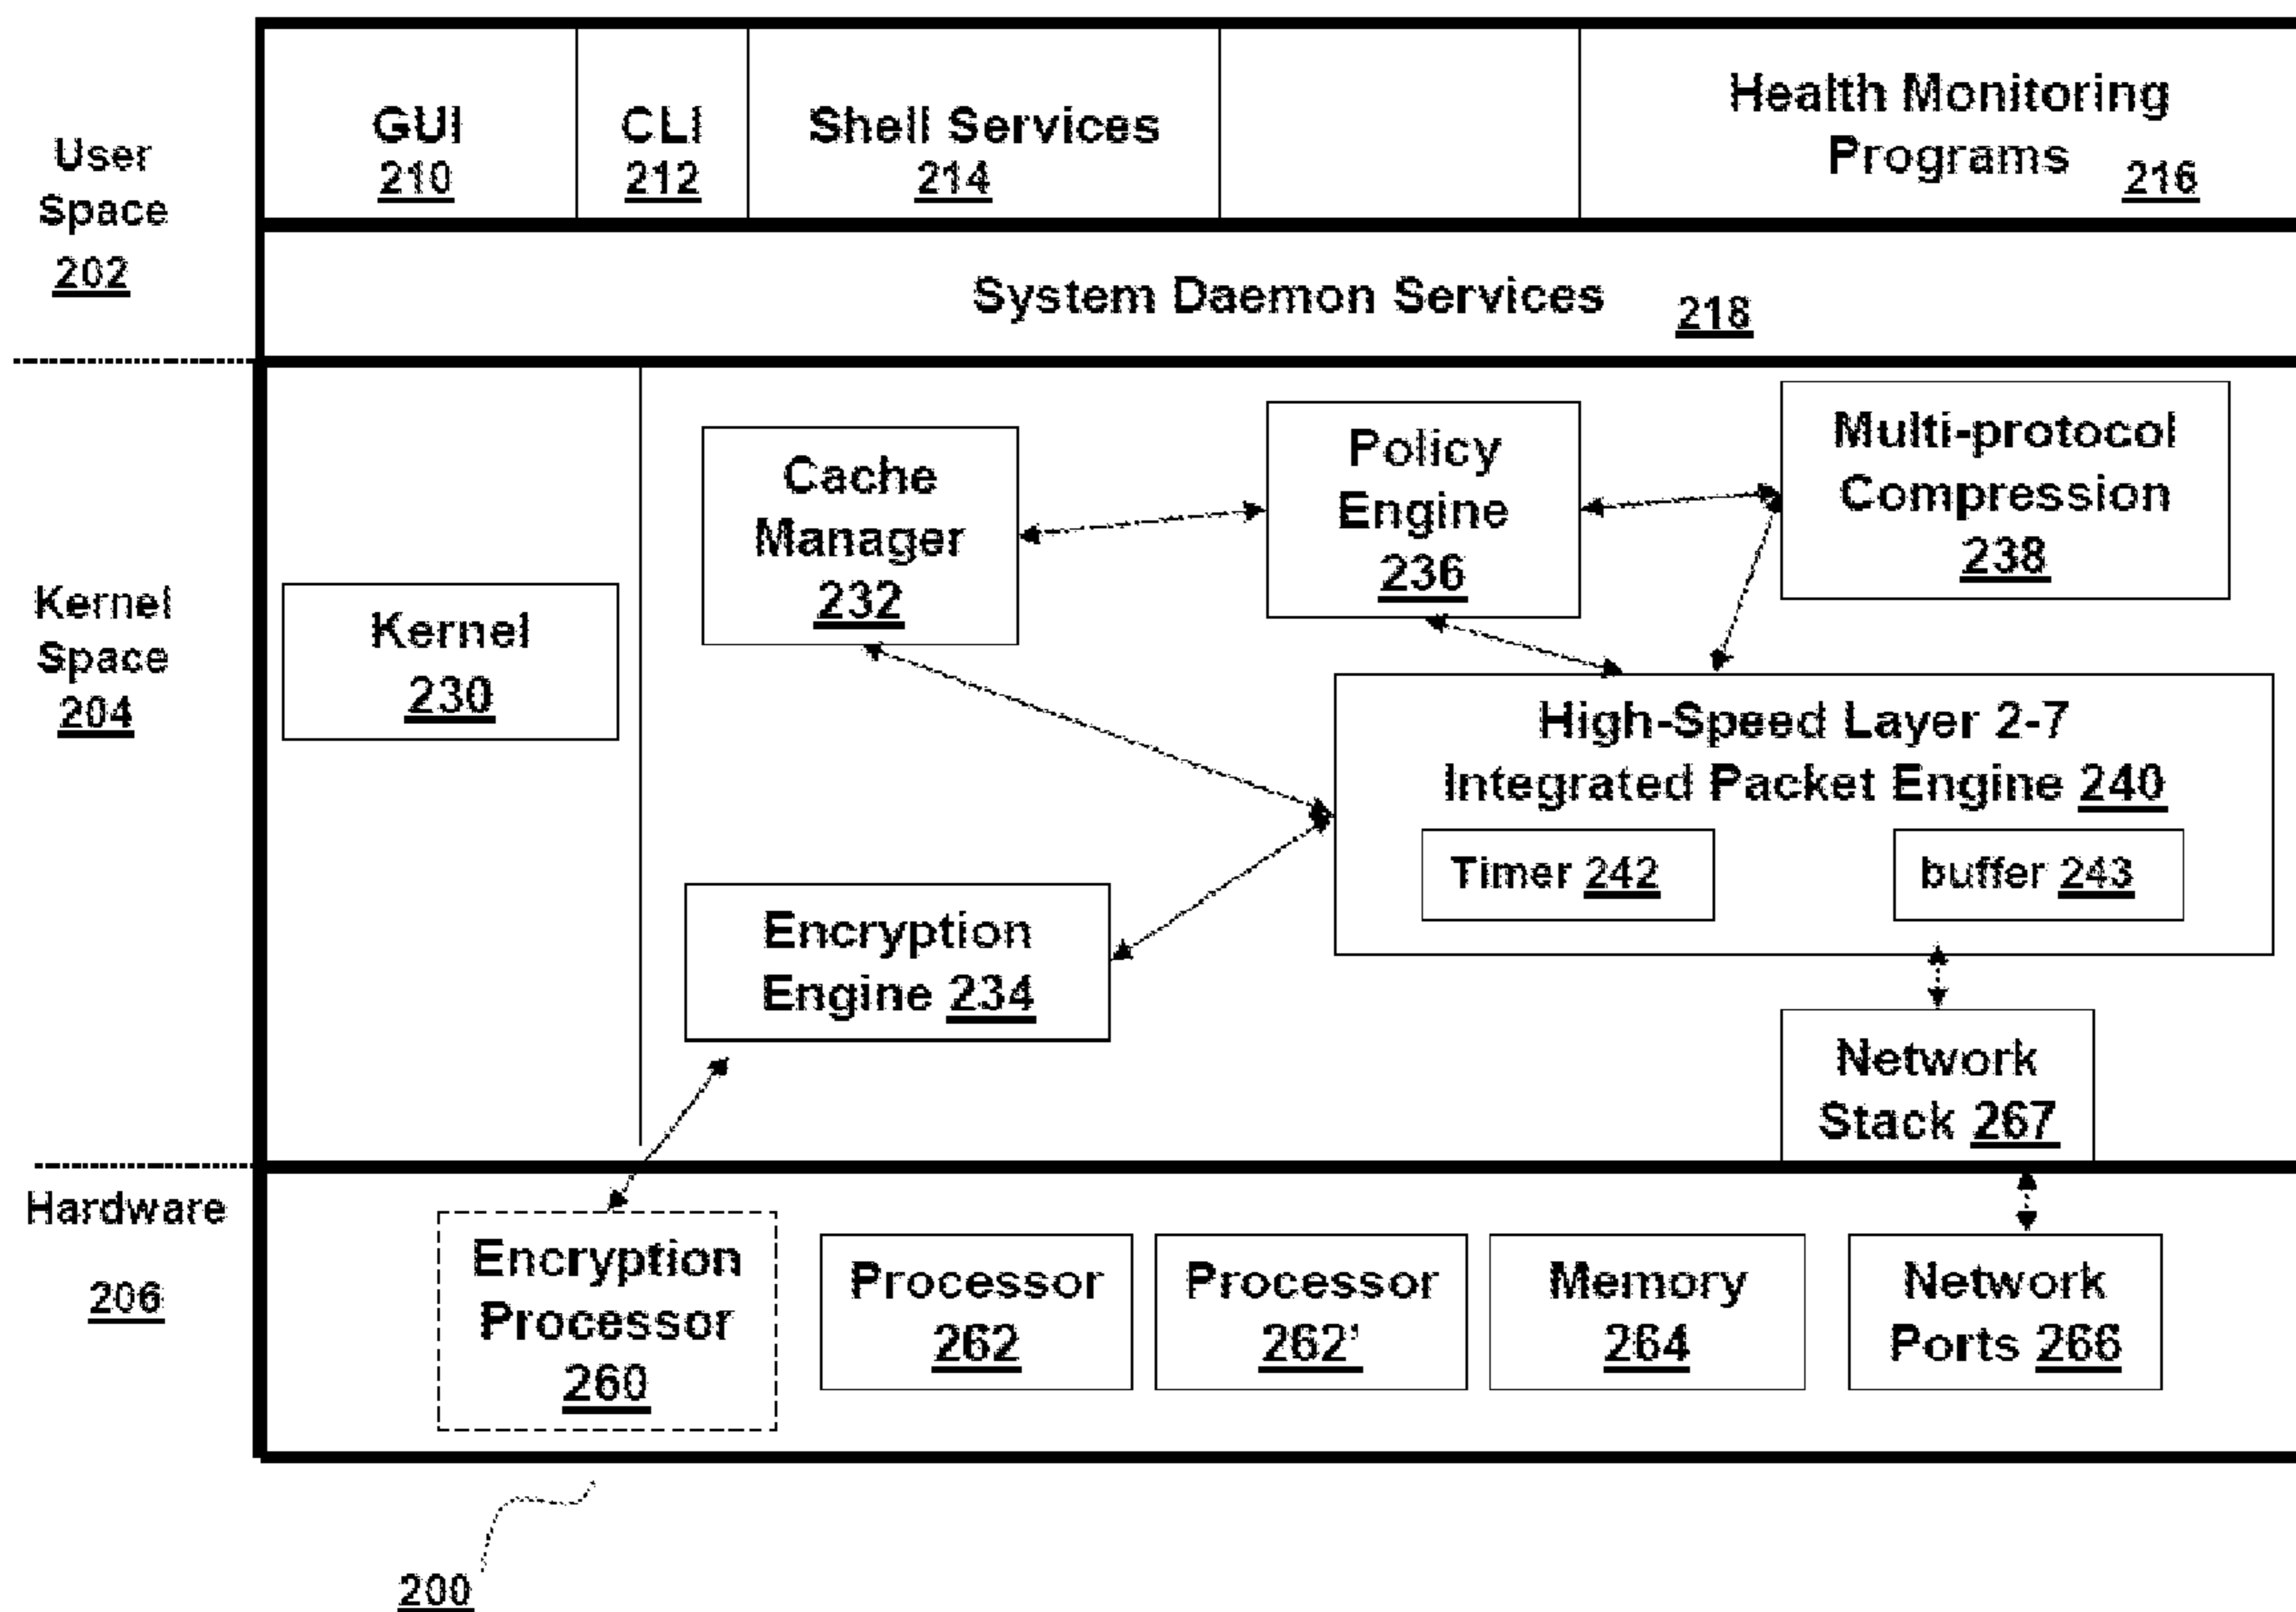 User
Space
202
GUI
210
CLI
212
Shell Services
214
Health Monitoring
Programs 216
System Daemon Services 218
Kernel
Space
204
Kernel
230
Cache
Manager
232
Policy
Engine
236
Multi-protocol
Compression
238
High-Speed Layer 2-7
Integrated Packet Engine 240
Timer 242
buffer 243
Encryption
Engine 234
Network
Stack 267
Hardware
206
Encryption
Processor
260
Processor
262
Processor
262'
Memory
264
Network
Ports 266
200